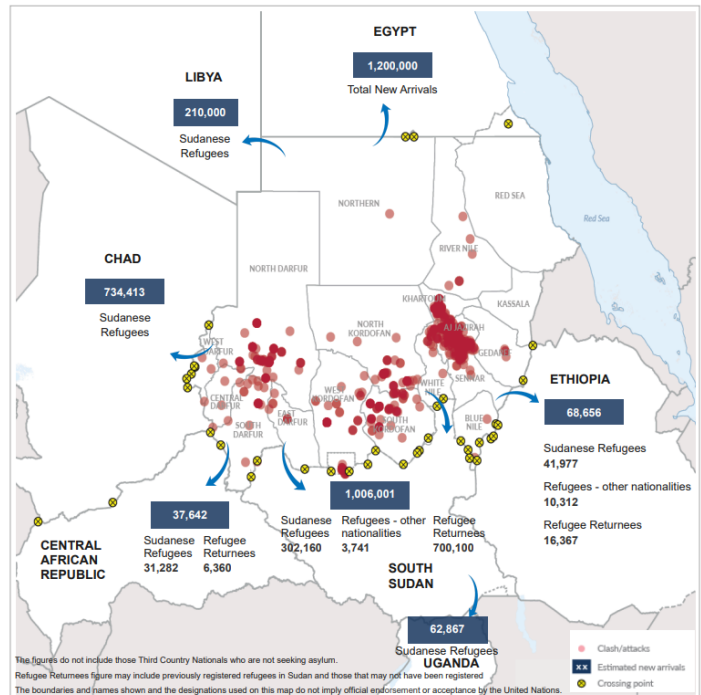 EGYPT
1,200,000
Total New Arrivals
LIBYA
210,000
Sudanese
Refugees
NORTHERN
RED SEA
Red Sea
RIVER NILE
CHAD
734,413
Sudanese
Refugees
NORTH DARFUR
KHARTOUM
KASSALA
NORTH
KORDOFAN
AJ JAZIRAH
GEDAREF
WEST
DARFUR
SENNAR
WHITE
NILE
WEST
KORDOFAN
CENTRAL
DARFUR
EAST
DARFUR
SOUTH
DARFUR
SOUTH
KORDOFAN
BLUE
NILE
ETHIOPIA
68,656
Sudanese Refugees
41,977
Refugees - other nationalities
10,312
Refugee Returnees
16,367
37,642
Sudanese
Refugees
31,282
Refugee
Returnees
6,360
CENTRAL
AFRICAN
REPUBLIC
1,006,001
Sudanese
Refugees
302,160
Refugees - other
nationalities
3,741
Refugee
Returnees
700,100
SOUTH
SUDAN
62,867
Sudanese Refugees
UGANDA
Clash/attacks
xx Estimated new arrivals
Crossing point
The figures do not include those Third Country Nationals who are not seeking asylum.
Refugee Returnees figure may include previously registered refugees in Sudan and those that may not have been registered
The boundaries and names shown and the designations used on this map do not imply official endorsement or acceptance by the United Nations.